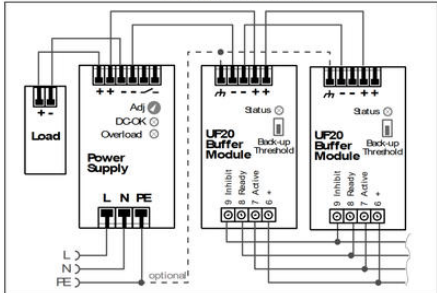 + -
Load
+ + - -
Adj
DC-OK
Overload
Power
Supply
L N PE
- - + +
Status
UF20
Buffer
Module
Back-up
Threshold
9 Inhibit
8 Ready
7 Active
6 +
- - + +
Status
UF20
Buffer
Module
Back-up
Threshold
9 Inhibit
8 Ready
7 Active
6 +
L
N
PE
optional